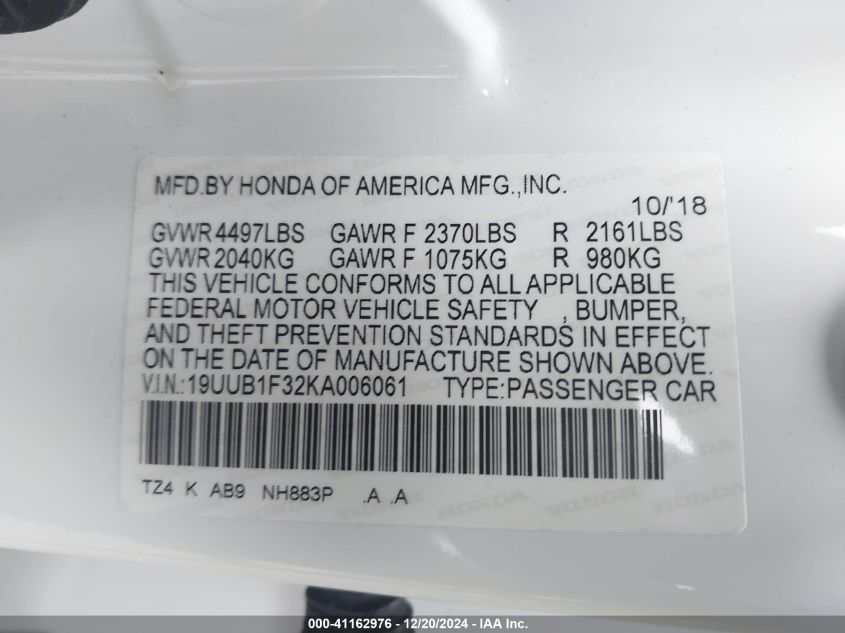 MFD.BY HONDA OF AMERICA MFG.,INC.
10/'18
GVWR 4497LBS GAWR F 2370LBS R 2161LBS
GVWR 2040KG GAWR F 1075KG R 980KG
THIS VEHICLE CONFORMS TO ALL APPLICABLE
FEDERAL MOTOR VEHICLE SAFETY , BUMPER,
AND THEFT PREVENTION STANDARDS IN EFFECT
ON THE DATE OF MANUFACTURE SHOWN ABOVE.
V.I.N.:19UUB1F32KA006061 TYPE:PASSENGER CAR
TZ4 K AB9 NH883P .A .A
000-41162976 - 12/20/2024 - IAA Inc.